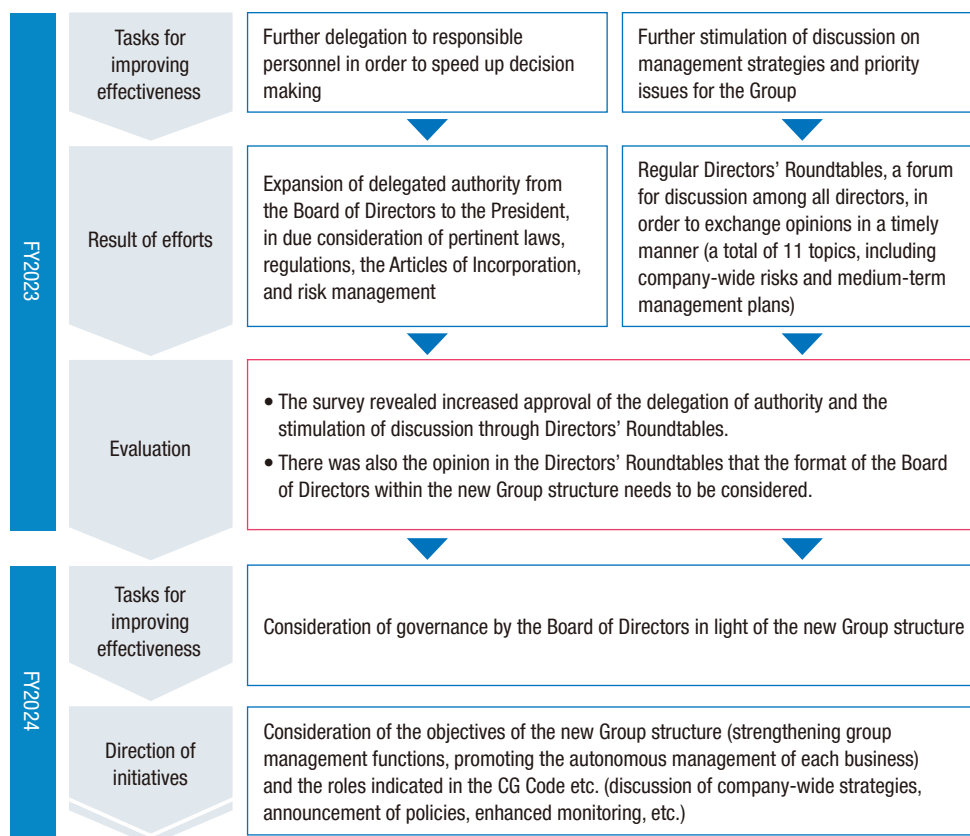 FY2023
Tasks for
improving
effectiveness
Further delegation to responsible
personnel in order to speed up decision
making
Further stimulation of discussion on
management strategies and priority
issues for the Group
Result of efforts
Expansion of delegated authority from
the Board of Directors to the President,
in due consideration of pertinent laws,
regulations, the Articles of Incorporation,
and risk management
Regular Directors’ Roundtables, a forum
for discussion among all directors, in
order to exchange opinions in a timely
manner (a total of 11 topics, including
company-wide risks and medium-term
management plans)
Evaluation
• The survey revealed increased approval of the delegation of authority and the
stimulation of discussion through Directors’ Roundtables.
• There was also the opinion in the Directors’ Roundtables that the format of the Board
of Directors within the new Group structure needs to be considered.
FY2024
Tasks for
improving
effectiveness
Consideration of governance by the Board of Directors in light of the new Group structure
Direction of
initiatives
Consideration of the objectives of the new Group structure (strengthening group
management functions, promoting the autonomous management of each business)
and the roles indicated in the CG Code etc. (discussion of company-wide strategies,
announcement of policies, enhanced monitoring, etc.)